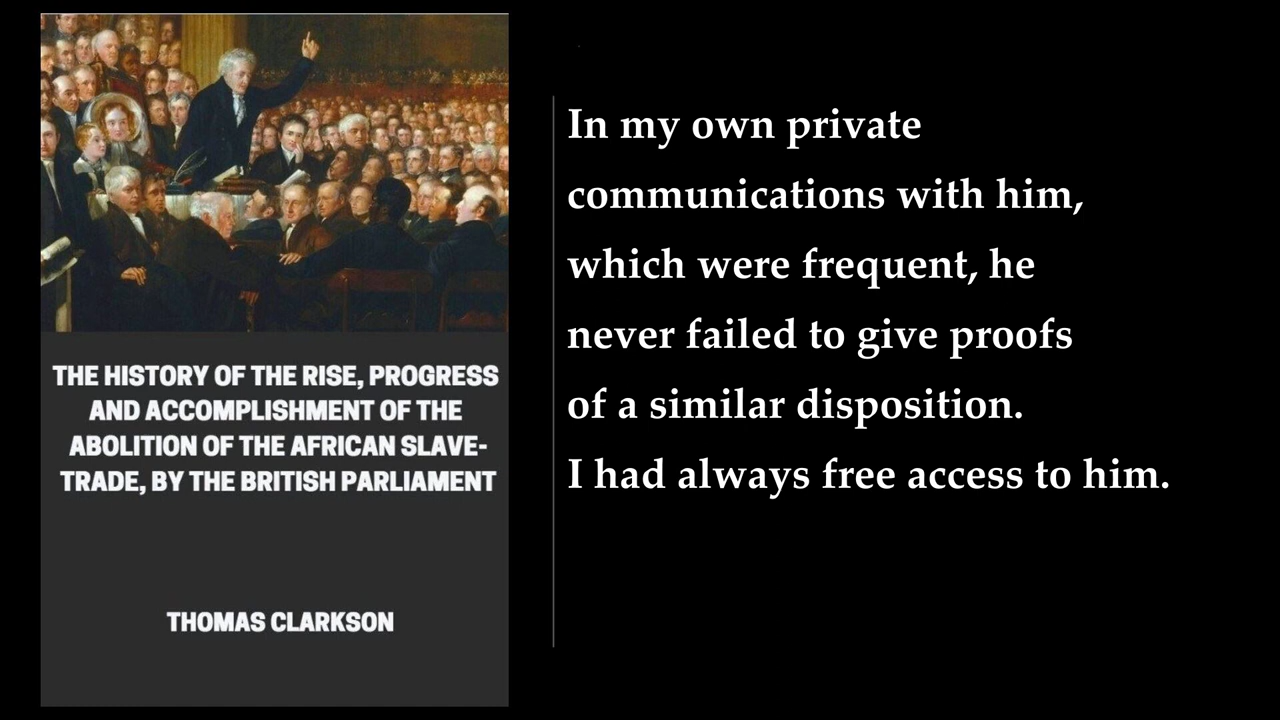 THE HISTORY OF THE RISE, PROGRESS
AND ACCOMPLISHMENT OF THE
ABOLITION OF THE AFRICAN SLAVE-
TRADE, BY THE BRITISH PARLIAMENT
THOMAS CLARKSON
In my own private
communications with him,
which were frequent, he
never failed to give proofs
of a similar disposition.
I had always free access to him.